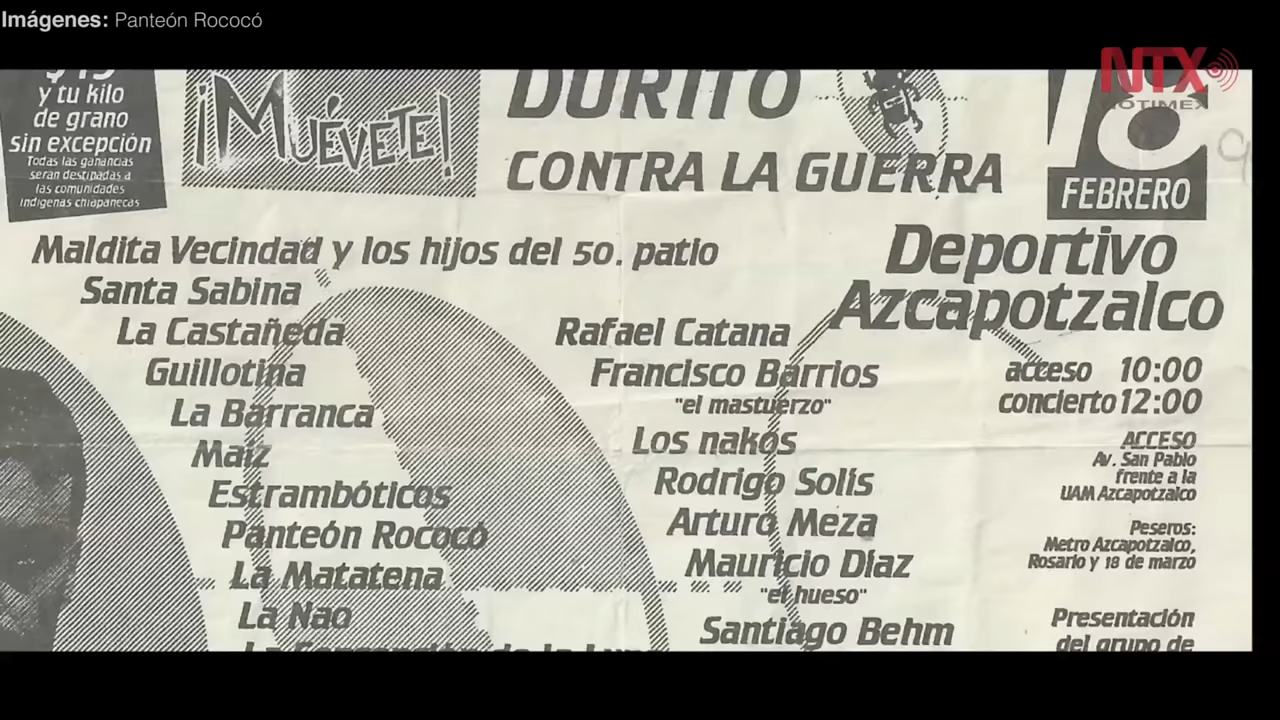 Imágenes: Panteón Rococó
NTX
NOTIMEX
$15
y tu kilo
de grano
sin excepción
Todas las ganancias
serán destinadas a
las comunidades
indígenas chiapanecas
¡MUÉVETE!
DURITO
CONTRA LA GUERRA
18
FEBRERO
Maldita Vecindad y los hijos del 5o. patio
Santa Sabina
La Castañeda
Guillotina
La Barranca
Maíz
Estrambóticos
Panteón Rococó
La Matatena
La Nao
Rafael Catana
Francisco Barrios
"el mastuerzo"
Los nakos
Rodrigo Solís
Arturo Meza
Mauricio Díaz
"el hueso"
Santiago Behm
Deportivo
Azcapotzalco
acceso 10:00
concierto 12:00
ACCESO
Av. San Pablo
frente a la
UAM Azcapotzalco
Peseros:
Metro Azcapotzalco,
Rosario y 18 de marzo
Presentación
del grupo de